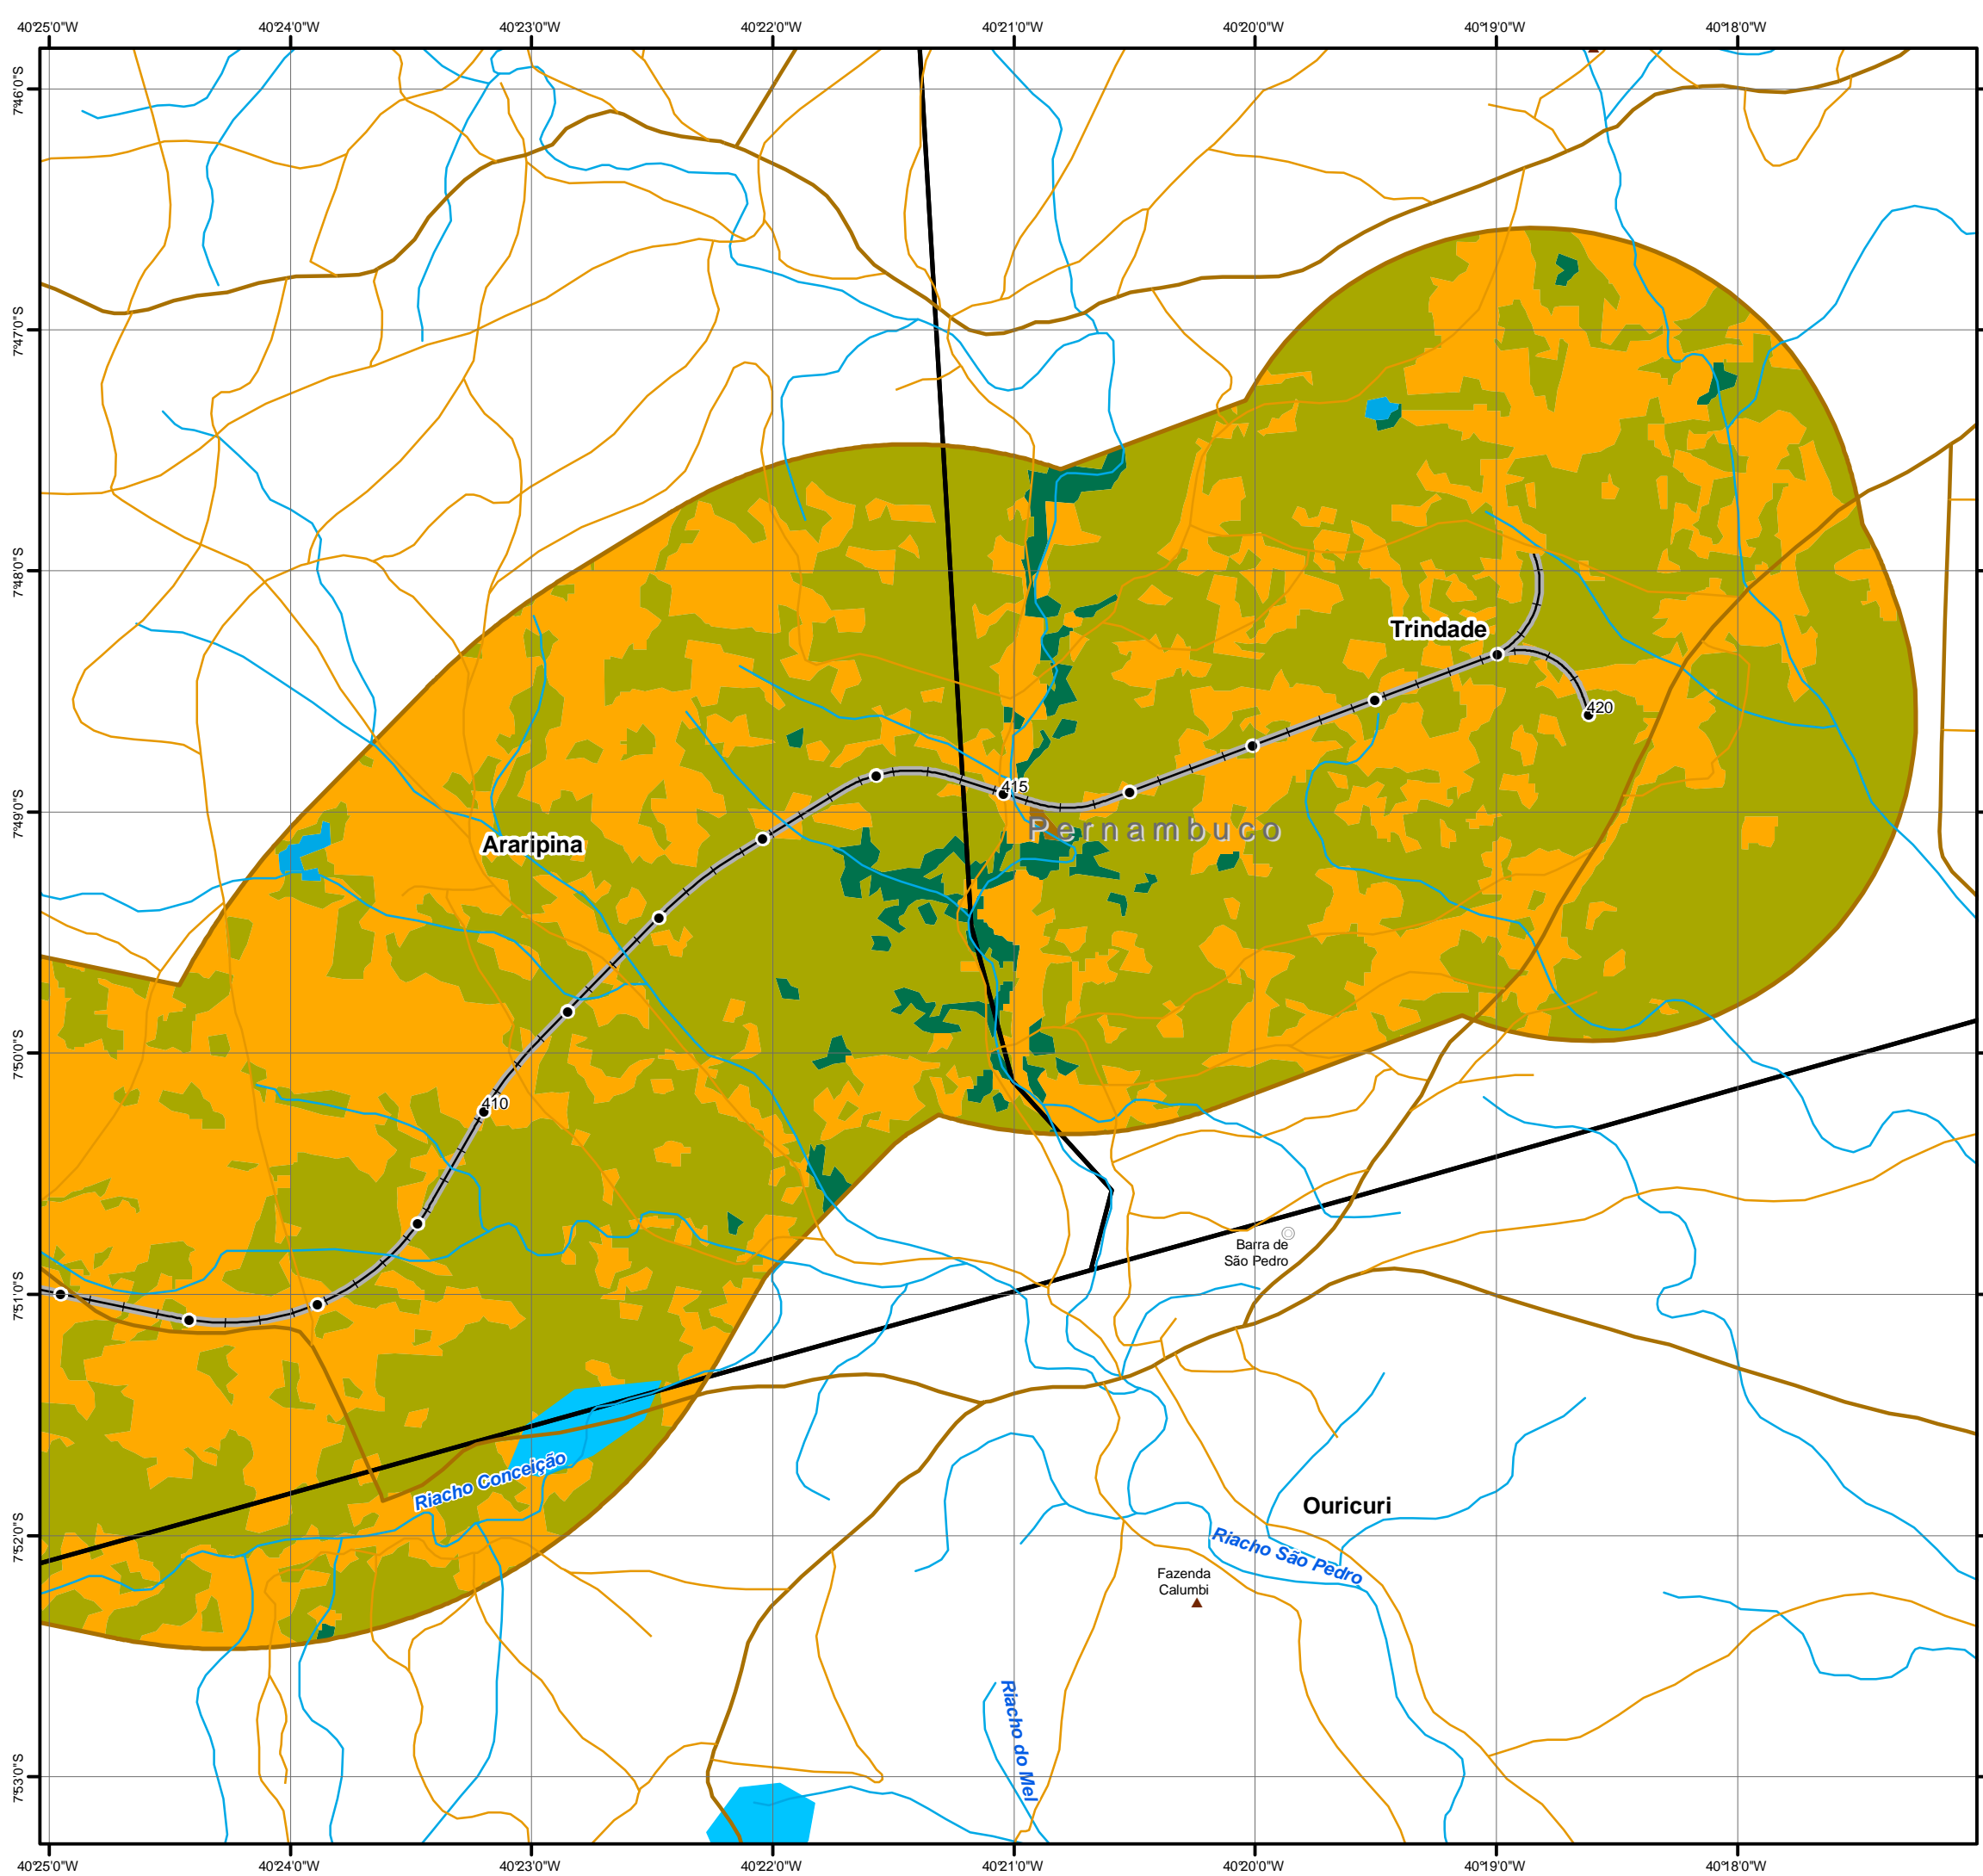 40°25'0"W 40°24'0"W 40°23'0"W 40°22'0"W 40°21'0"W 40°20'0"W 40°19'0"W 40°18'0"W
7°46'0"S
7°47'0"S
7°48'0"S
Trindade
420
415
7°49'0"S
Pernambuco
Araripina
7°50'0"S
410
Barra de
São Pedro
7°51'0"S
Riacho Conceição
Ouricuri
7°52'0"S
Riacho São Pedro
Fazenda
Calumbi
Riacho do Mel
7°53'0"S
40°25'0"W 40°24'0"W 40°23'0"W 40°22'0"W 40°21'0"W 40°20'0"W 40°19'0"W 40°18'0"W